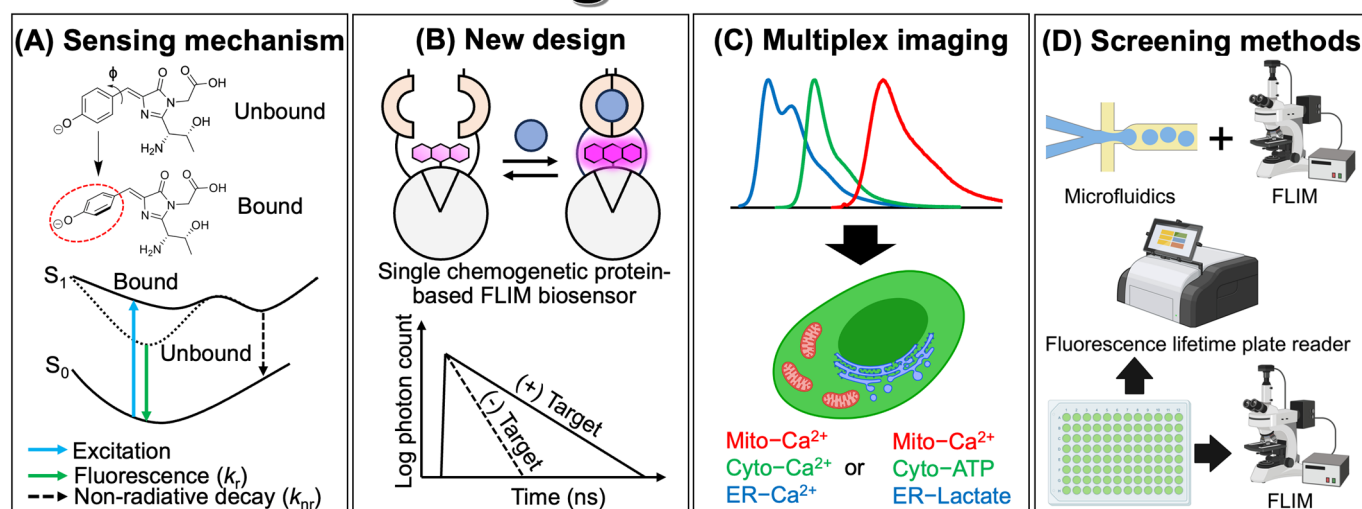 (A) Sensing mechanism
ϕ
O
OH
O
N
N
⊖O
OH
H₂N
Unbound
O
OH
O
N
N
⊖O
OH
H₂N
Bound
S₁
Bound
Unbound
S₀
Excitation
Fluorescence (kᵣ)
Non-radiative decay (kₙᵣ)
(B) New design
Single chemogenetic protein-
based FLIM biosensor
Log photon count
(+) Target
(-) Target
Time (ns)
(C) Multiplex imaging
Mito−Ca²⁺
Cyto−Ca²⁺ or
ER−Ca²⁺
Mito−Ca²⁺
Cyto−ATP
ER−Lactate
(D) Screening methods
+
Microfluidics
FLIM
Fluorescence lifetime plate reader
FLIM